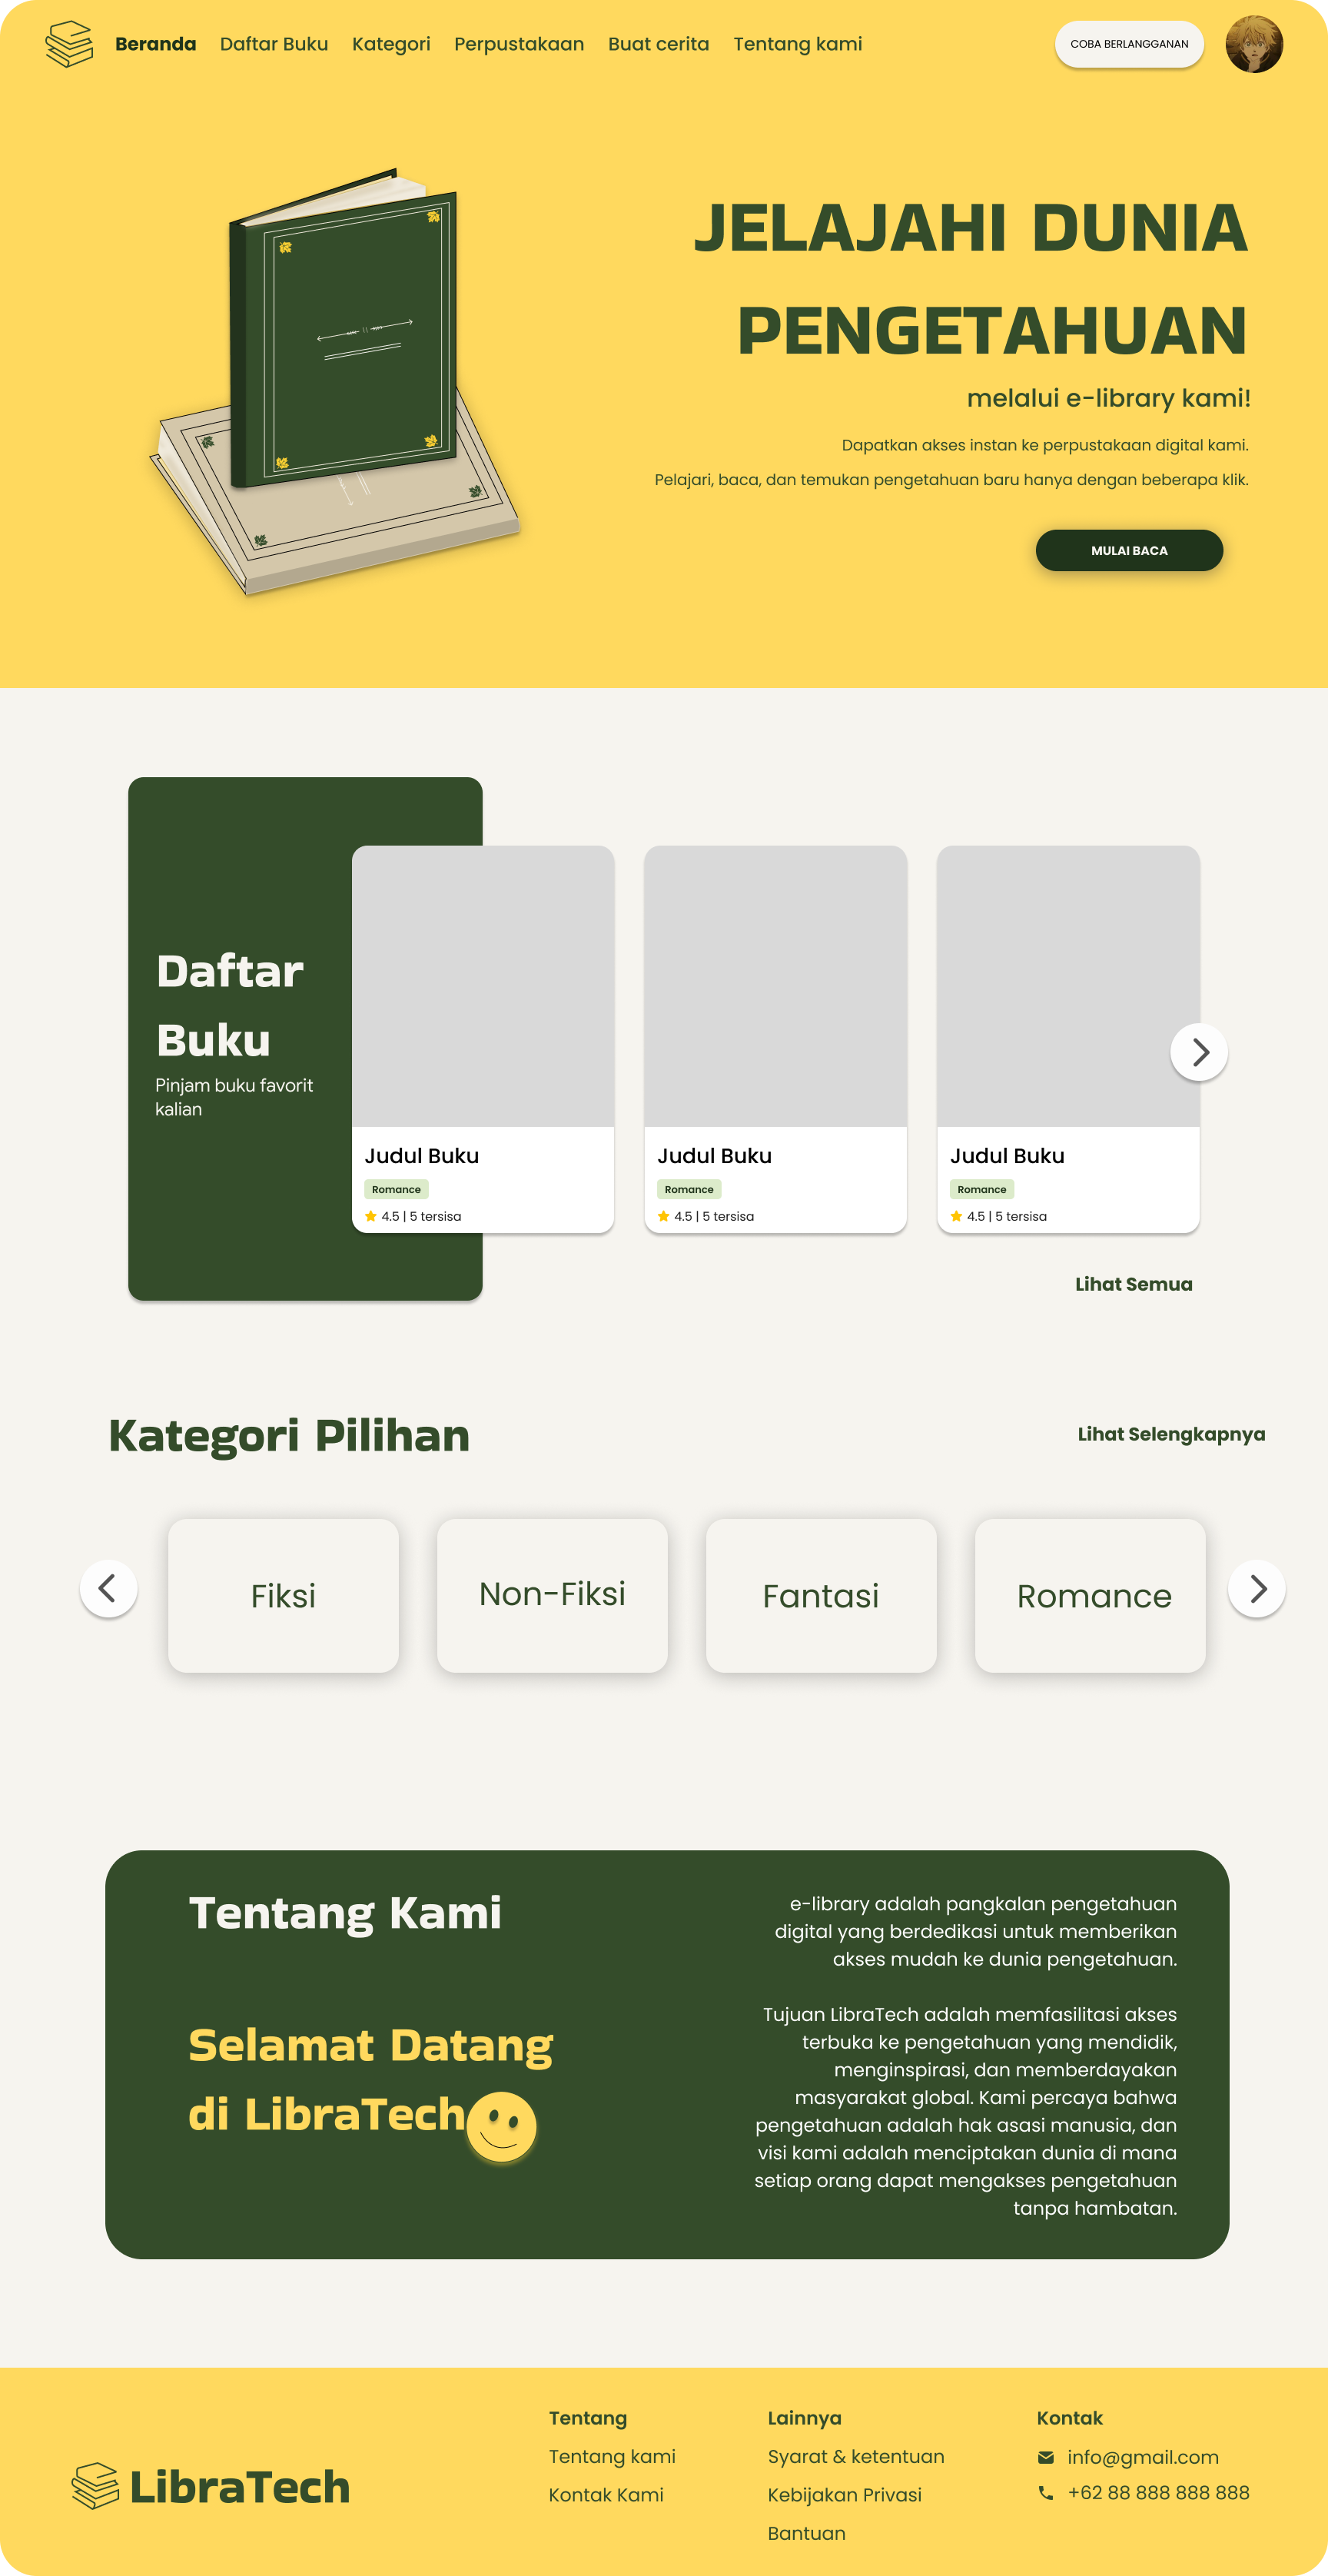 Beranda Daftar Buku Kategori Perpustakaan Buat cerita Tentang kami COBA BERLANGGANAN
JELAJAHI DUNIA
PENGETAHUAN
melalui e-library kami!
Dapatkan akses instan ke perpustakaan digital kami.
Pelajari, baca, dan temukan pengetahuan baru hanya dengan beberapa klik.
MULAI BACA
Daftar
Buku
Pinjam buku favorit
kalian
Judul Buku
Romance
4.5 | 5 tersisa
Judul Buku
Romance
4.5 | 5 tersisa
Judul Buku
Romance
4.5 | 5 tersisa
Lihat Semua
Kategori Pilihan
Lihat Selengkapnya
Fiksi
Non-Fiksi
Fantasi
Romance
Tentang Kami
Selamat Datang
di LibraTech
e-library adalah pangkalan pengetahuan
digital yang berdedikasi untuk memberikan
akses mudah ke dunia pengetahuan.
Tujuan LibraTech adalah memfasilitasi akses
terbuka ke pengetahuan yang mendidik,
menginspirasi, dan memberdayakan
masyarakat global. Kami percaya bahwa
pengetahuan adalah hak asasi manusia, dan
visi kami adalah menciptakan dunia di mana
setiap orang dapat mengakses pengetahuan
tanpa hambatan.
LibraTech
Tentang
Tentang kami
Kontak Kami
Lainnya
Syarat & ketentuan
Kebijakan Privasi
Bantuan
Kontak
info@gmail.com
+62 88 888 888 888